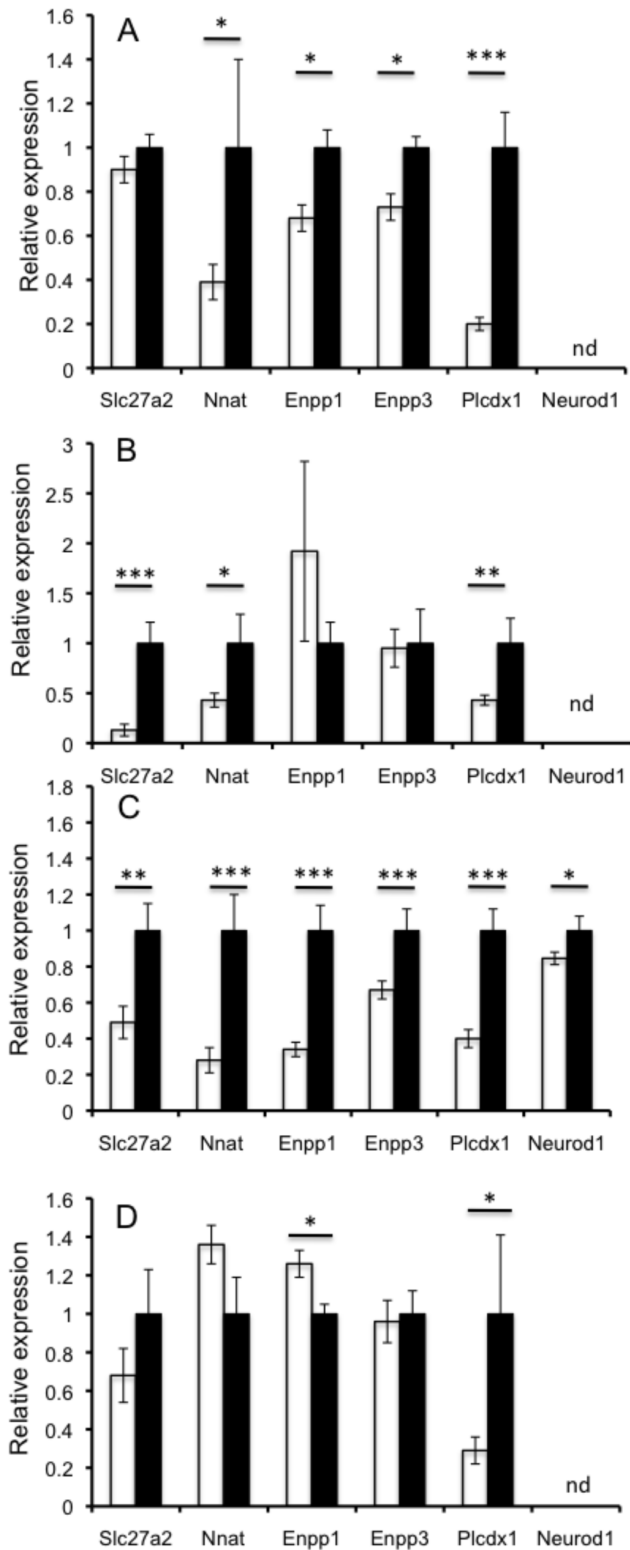 A
Relative expression
1.6
1.4
1.2
1
0.8
0.6
0.4
0.2
0
* * * ***
nd
Slc27a2 Nnat Enpp1 Enpp3 Plcdx1 Neurod1
B
Relative expression
3
2.5
2
1.5
1
0.5
0
*** * **
nd
Slc27a2 Nnat Enpp1 Enpp3 Plcdx1 Neurod1
C
Relative expression
1.8
1.6
1.4
1.2
1
0.8
0.6
0.4
0.2
0
** *** *** *** *** *
Slc27a2 Nnat Enpp1 Enpp3 Plcdx1 Neurod1
D
Relative expression
1.6
1.4
1.2
1
0.8
0.6
0.4
0.2
0
* *
nd
Slc27a2 Nnat Enpp1 Enpp3 Plcdx1 Neurod1